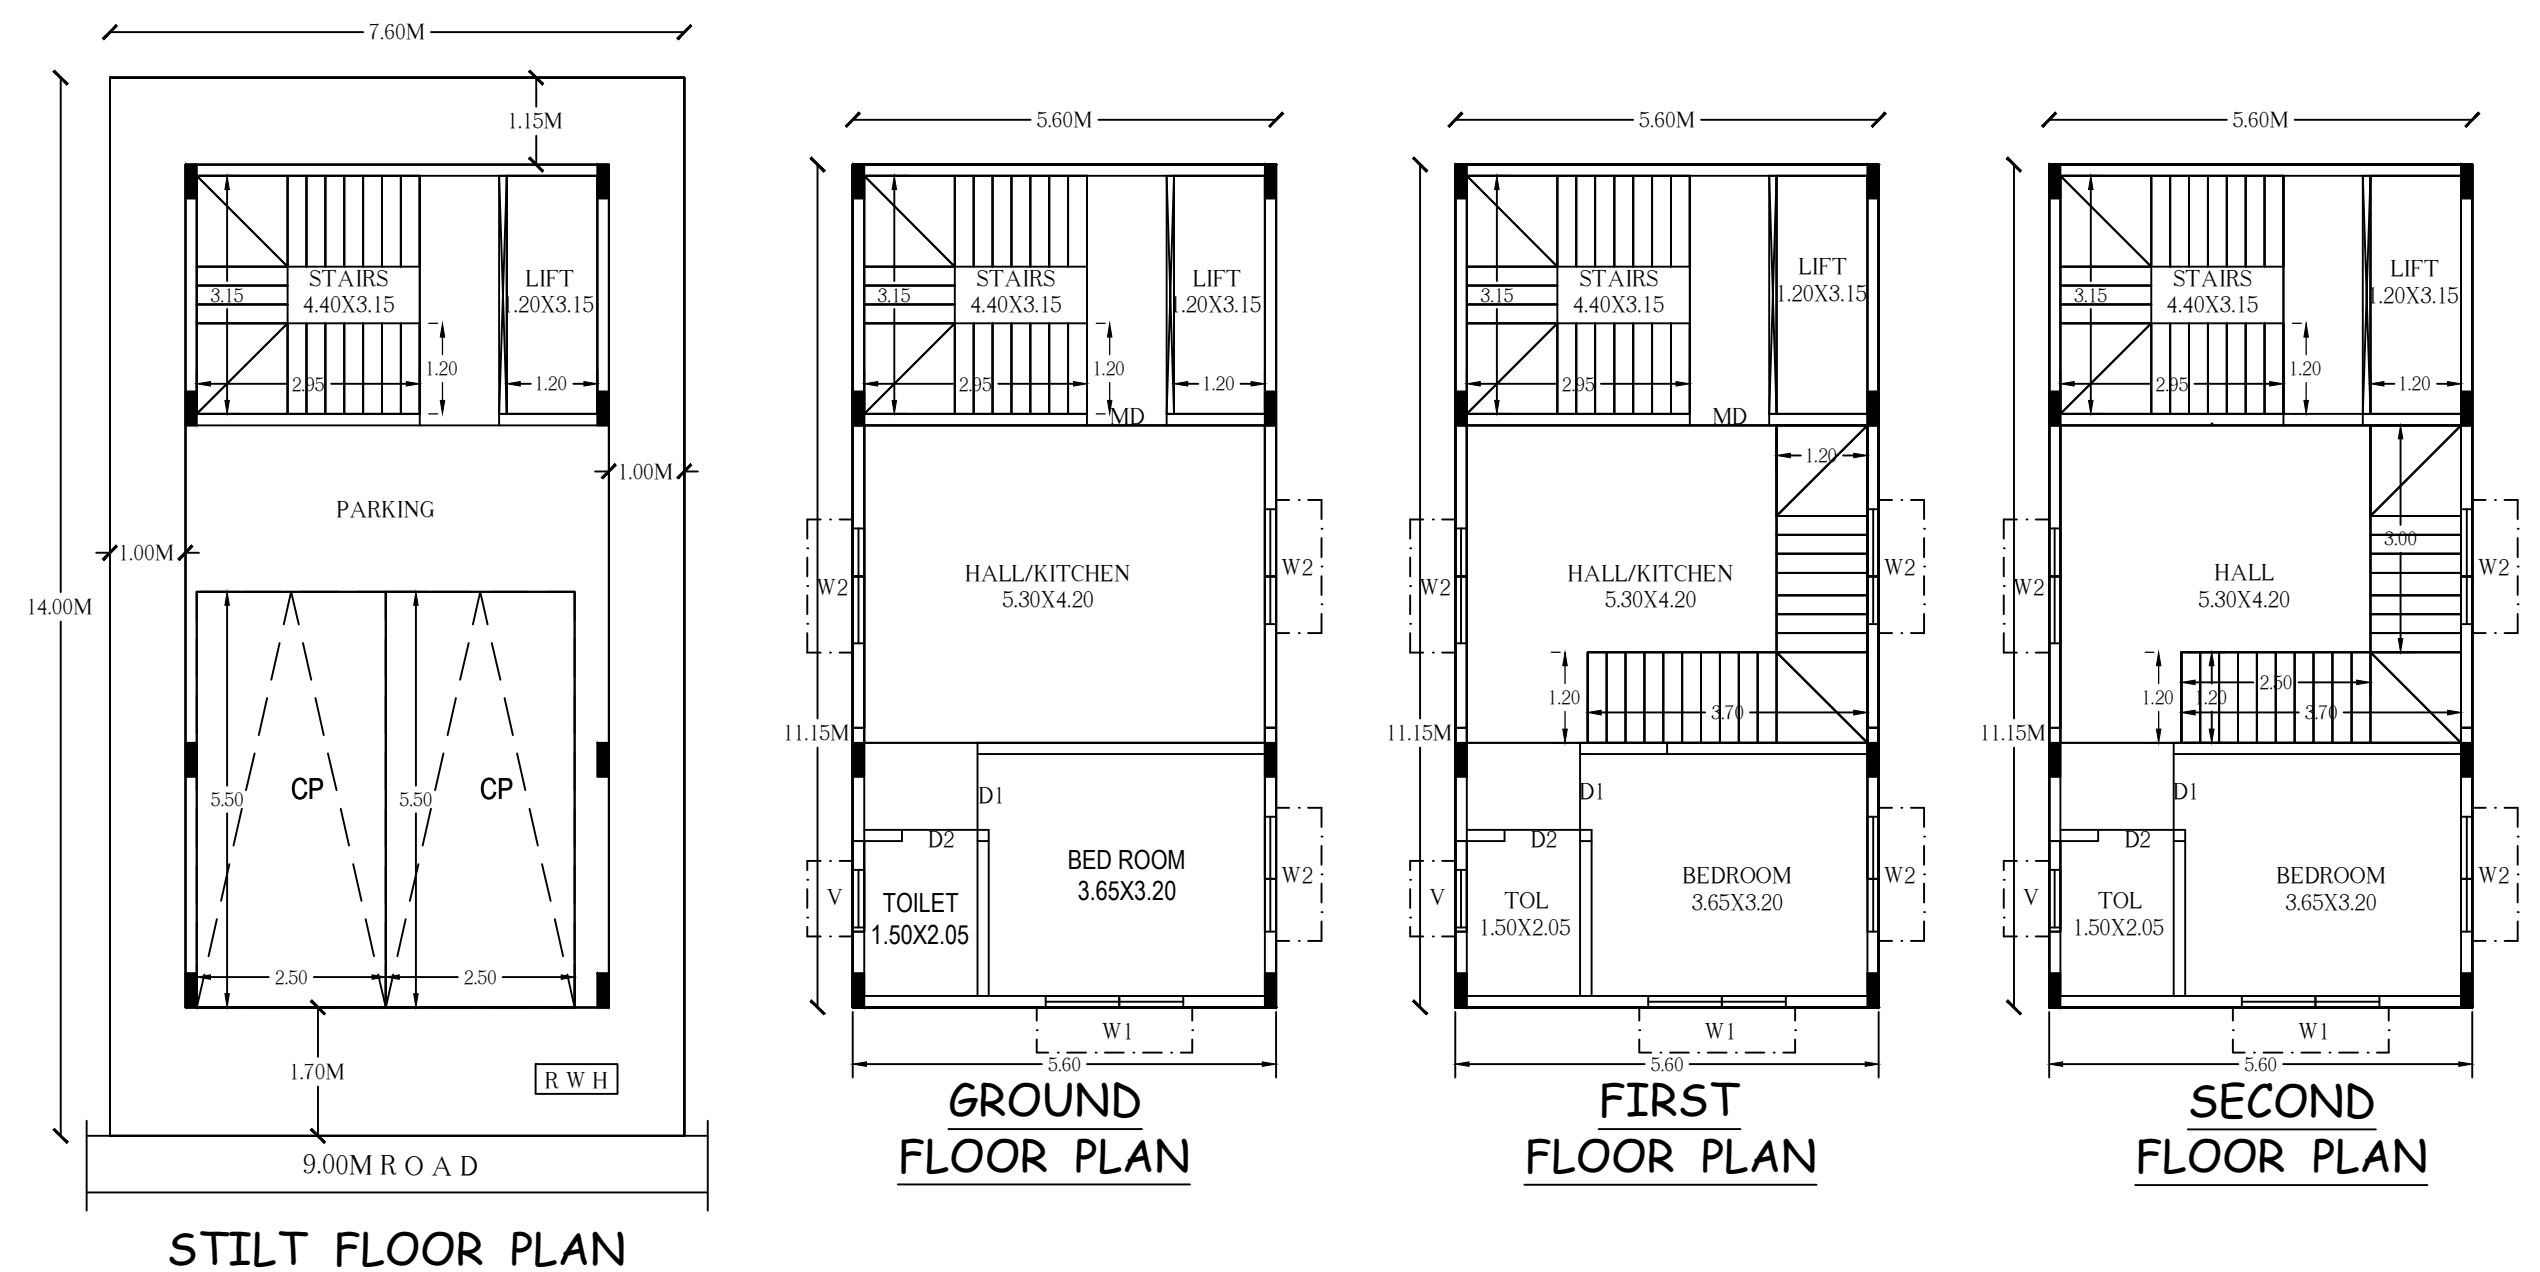 7.60M
1.15M
STAIRS
4.40X3.15
LIFT
1.20X3.15
3.15
1.20
2.95
1.20
1.00M
PARKING
1.00M
14.00M
CP
CP
5.50
5.50
2.50
2.50
1.70M
R W H
9.00M R O A D
STILT FLOOR PLAN
5.60M
STAIRS
4.40X3.15
LIFT
1.20X3.15
3.15
1.20
2.95
1.20
MD
HALL/KITCHEN
5.30X4.20
W2
W2
11.15M
D1
D2
BED ROOM
3.65X3.20
W2
V
TOILET
1.50X2.05
W1
5.60
GROUND
FLOOR PLAN
5.60M
STAIRS
4.40X3.15
LIFT
1.20X3.15
3.15
2.95
1.20
MD
1.20
HALL/KITCHEN
5.30X4.20
W2
W2
1.20
3.70
11.15M
D1
D2
BEDROOM
3.65X3.20
W2
V
TOL
1.50X2.05
W1
5.60
FIRST
FLOOR PLAN
5.60M
STAIRS
4.40X3.15
LIFT
1.20X3.15
3.15
1.20
2.95
1.20
3.00
HALL
5.30X4.20
W2
W2
2.50
1.20
1.20
3.70
11.15M
D1
D2
BEDROOM
3.65X3.20
W2
V
TOL
1.50X2.05
W1
5.60
SECOND
FLOOR PLAN